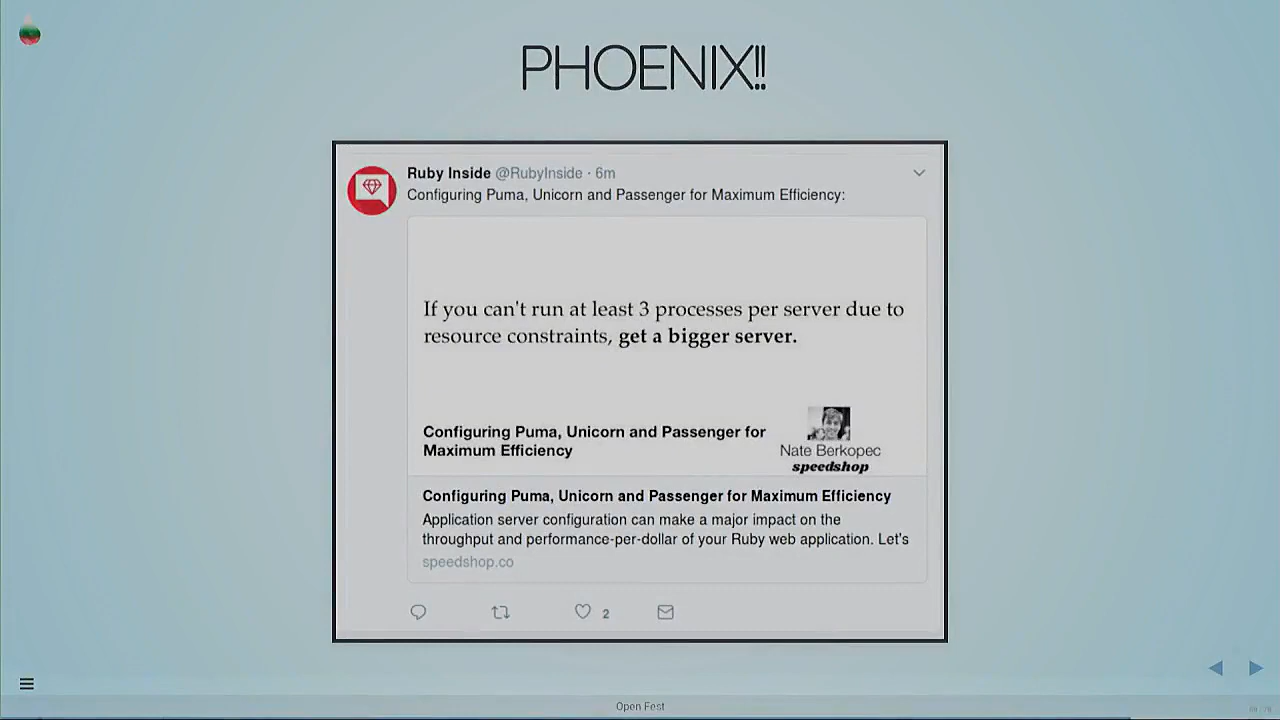 PHOENIX!!
Ruby Inside @RubyInside · 6m
Configuring Puma, Unicorn and Passenger for Maximum Efficiency:
If you can't run at least 3 processes per server due to
resource constraints, get a bigger server.
Configuring Puma, Unicorn and Passenger for
Maximum Efficiency
Nate Berkopec
speedshop
Configuring Puma, Unicorn and Passenger for Maximum Efficiency
Application server configuration can make a major impact on the
throughput and performance-per-dollar of your Ruby web application. Let's
speedshop.co
2
Open Fest